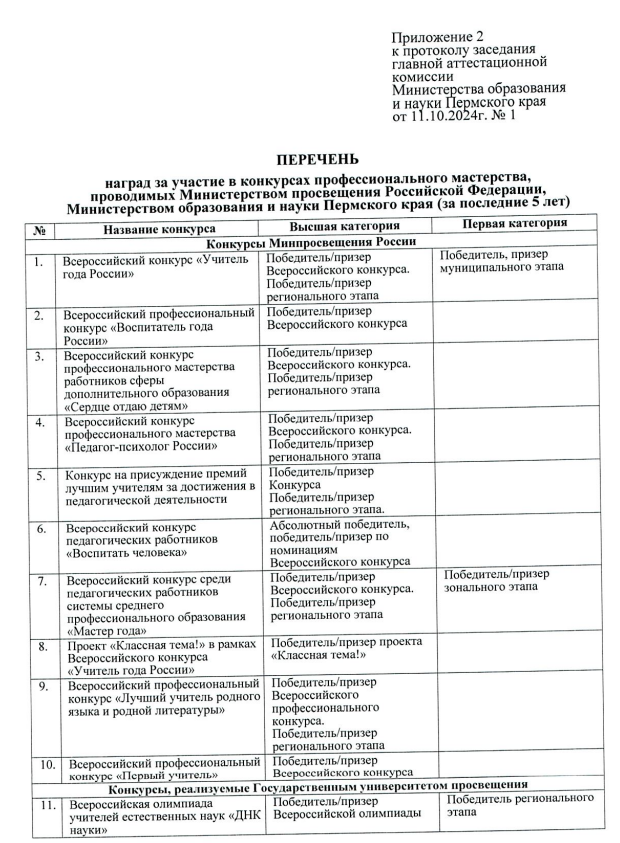 Приложение 2
к протоколу заседания
главной аттестационной
комиссии
Министерства образования
и науки Пермского края
от 11.10.2024г. № 1
ПЕРЕЧЕНЬ
наград за участие в конкурсах профессионального мастерства,
проводимых Министерством просвещения Российской Федерации,
Министерством образования и науки Пермского края (за последние 5 лет)
№ Название конкурса Высшая категория Первая категория
Конкурсы Минпросвещения России
1. Всероссийский конкурс «Учитель
года России»
Победитель/призер
Всероссийского конкурса.
Победитель/призер
регионального этапа
Победитель, призер
муниципального этапа
2. Всероссийский профессиональный
конкурс «Воспитатель года
России»
Победитель/призер
Всероссийского конкурса
3. Всероссийский конкурс
профессионального мастерства
работников сферы
дополнительного образования
«Сердце отдаю детям»
Победитель/призер
Всероссийского конкурса.
Победитель/призер
регионального этапа
4. Всероссийский конкурс
профессионального мастерства
«Педагог-психолог России»
Победитель/призер
Всероссийского конкурса.
Победитель/призер
регионального этапа
5. Конкурс на присуждение премий
лучшим учителям за достижения в
педагогической деятельности
Победитель/призер
Конкурса
Победитель/призер
регионального этапа.
6. Всероссийский конкурс
педагогических работников
«Воспитать человека»
Абсолютный победитель,
победитель/призер по
номинациям
Всероссийского конкурса
7. Всероссийский конкурс среди
педагогических работников
системы среднего
профессионального образования
«Мастер года»
Победитель/призер
Всероссийского конкурса.
Победитель/призер
регионального этапа
Победитель/призер
зонального этапа
8. Проект «Классная тема!» в рамках
Всероссийского конкурса
«Учитель года России»
Победитель/призер проекта
«Классная тема!»
9. Всероссийский профессиональный
конкурс «Лучший учитель родного
языка и родной литературы»
Победитель/призер
Всероссийского
профессионального
конкурса.
Победитель/призер
регионального этапа
10. Всероссийский профессиональный
конкурс «Первый учитель»
Победитель/призер
Всероссийского конкурса
Конкурсы, реализуемые Государственным университетом просвещения
11. Всероссийская олимпиада
учителей естественных наук «ДНК
науки»
Победитель/призер
Всероссийской олимпиады
Победитель регионального
этапа